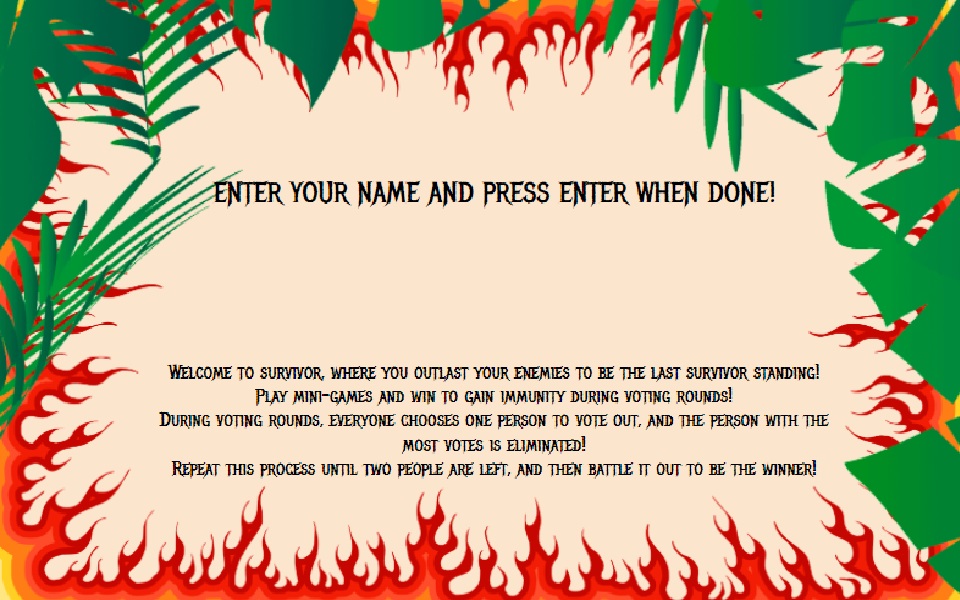 ENTER YOUR NAME AND PRESS ENTER WHEN DONE!
WELCOME TO SURVIVOR, WHERE YOU OUTLAST YOUR ENEMIES TO BE THE LAST SURVIVOR STANDING!
PLAY MINI-GAMES AND WIN TO GAIN IMMUNITY DURING VOTING ROUNDS!
DURING VOTING ROUNDS, EVERYONE CHOOSES ONE PERSON TO VOTE OUT, AND THE PERSON WITH THE
MOST VOTES IS ELIMINATED!
REPEAT THIS PROCESS UNTIL TWO PEOPLE ARE LEFT, AND THEN BATTLE IT OUT TO BE THE WINNER!